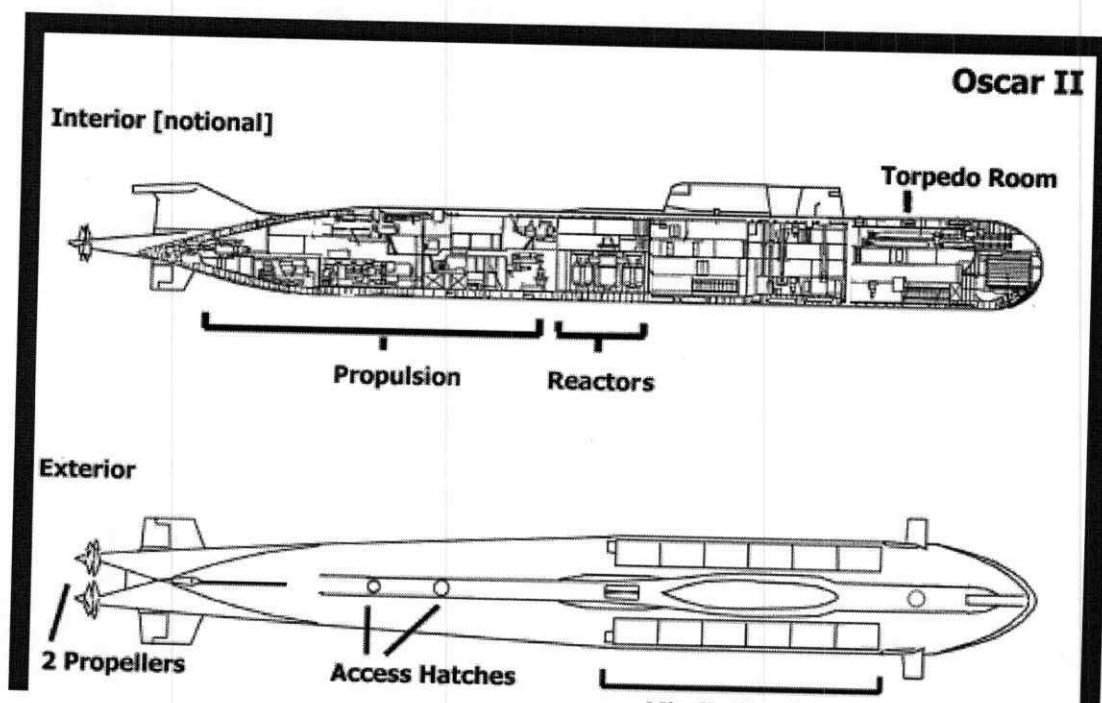 Oscar II
Interior [notional]
Torpedo Room
Propulsion
Reactors
Exterior
2 Propellers
Access Hatches